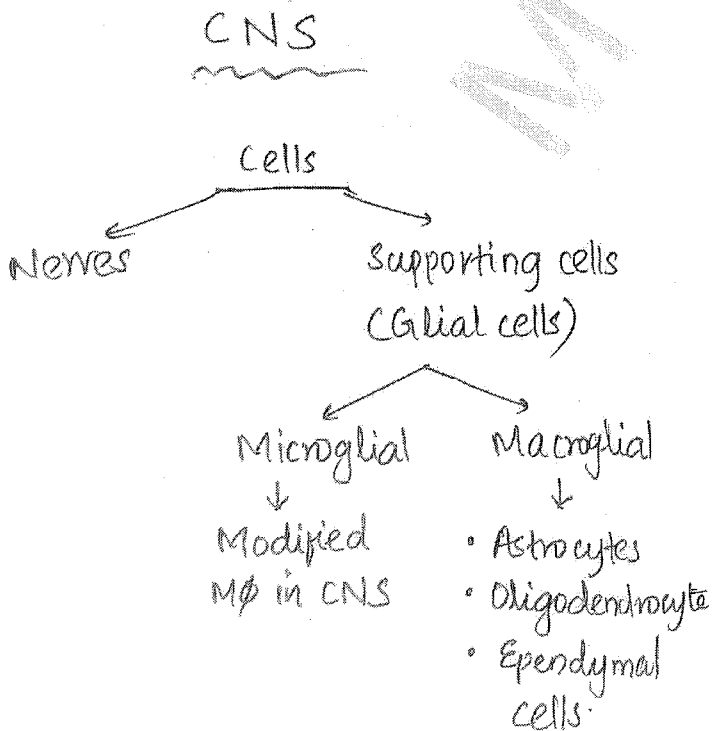 CNS
Cells
Nerves
Supporting cells
(Glial cells)
Microglial
Macroglial
Modified
MØ in CNS
• Astrocytes
• Oligodendrocyte
• Ependymal
cells.